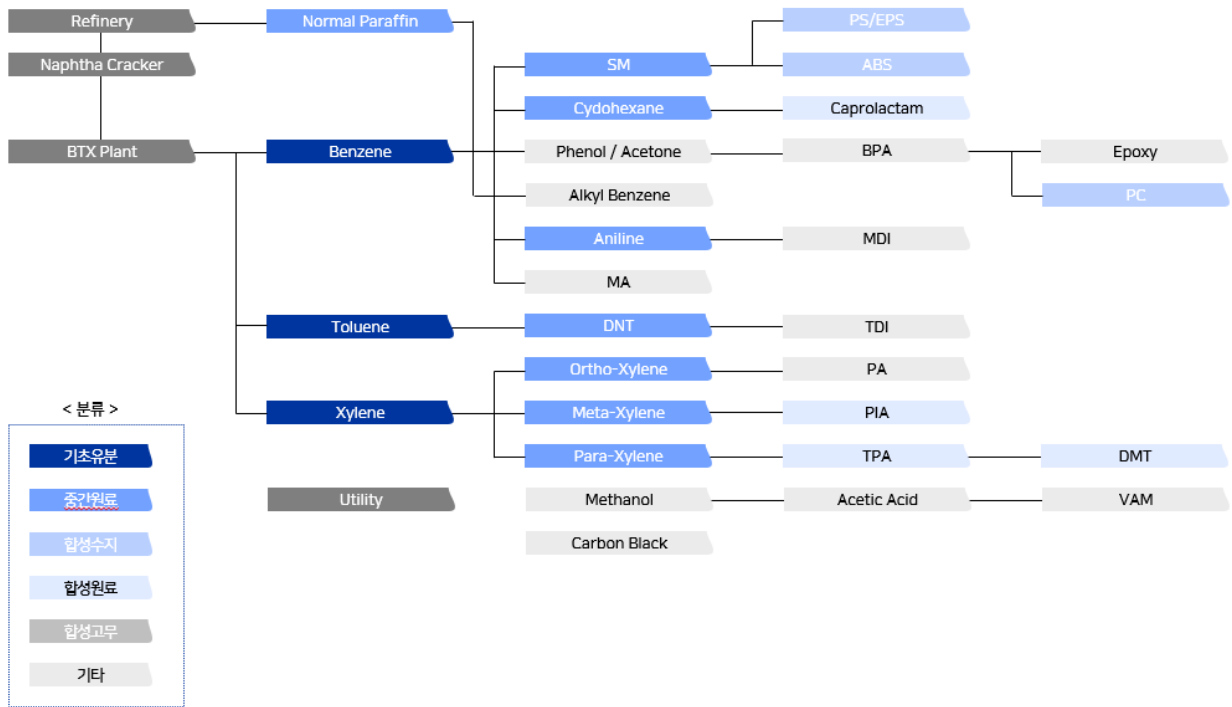 Refinery
Normal Paraffin
PS/EPS
Naphtha Cracker
SM
ABS
Cydohexane
Caprolactam
BTX Plant
Benzene
Phenol / Acetone
BPA
Epoxy
Alkyl Benzene
PC
Aniline
MDI
MA
Toluene
DNT
TDI
Ortho-Xylene
PA
< 분류 >
Xylene
Meta-Xylene
PIA
기초유분
Para-Xylene
TPA
DMT
중간원료
Utility
Methanol
Acetic Acid
VAM
합성수지
Carbon Black
합성원료
합성고무
기타